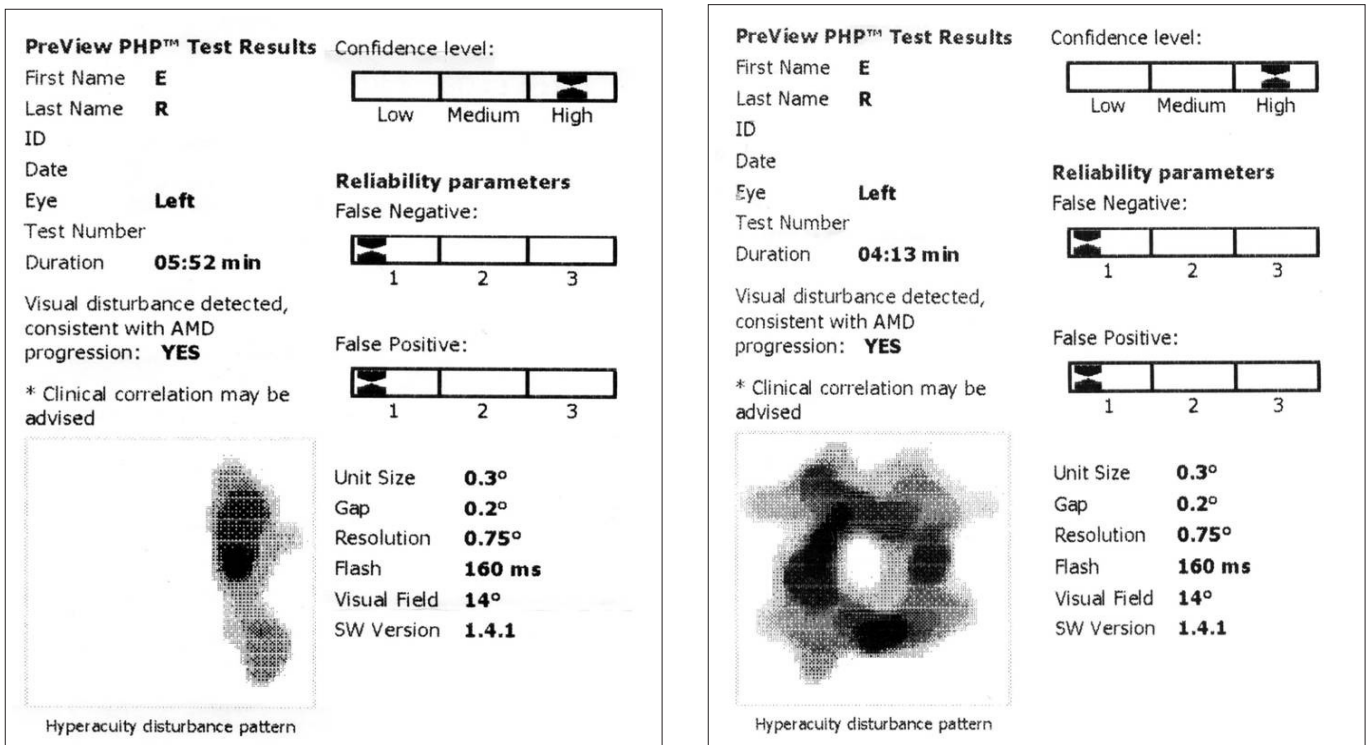 PreView PHP™ Test Results
First Name E
Last Name R
ID
Date
Eye Left
Test Number
Duration 05:52 min
Visual disturbance detected,
consistent with AMD
progression: YES
* Clinical correlation may be
advised
Hyperacuity disturbance pattern
Confidence level:
Low Medium High
Reliability parameters
False Negative:
1 2 3
False Positive:
1 2 3
Unit Size 0.3°
Gap 0.2°
Resolution 0.75°
Flash 160 ms
Visual Field 14°
SW Version 1.4.1
PreView PHP™ Test Results
First Name E
Last Name R
ID
Date
Eye Left
Test Number
Duration 04:13 min
Visual disturbance detected,
consistent with AMD
progression: YES
* Clinical correlation may be
advised
Hyperacuity disturbance pattern
Confidence level:
Low Medium High
Reliability parameters
False Negative:
1 2 3
False Positive:
1 2 3
Unit Size 0.3°
Gap 0.2°
Resolution 0.75°
Flash 160 ms
Visual Field 14°
SW Version 1.4.1